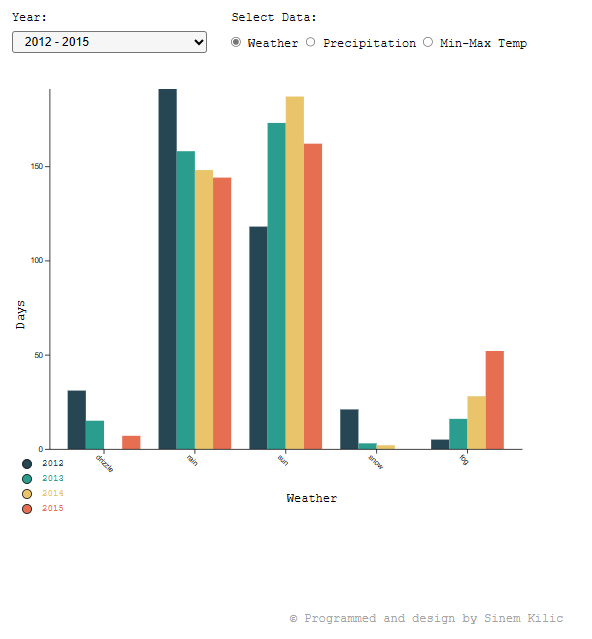 Year:
Select Data:
2012 - 2015
Weather
Precipitation
Min-Max Temp
150
100
50
0
Days
drizzle
rain
sun
snow
fog
Weather
2012
2013
2014
2015
© Programmed and design by Sinem Kilic